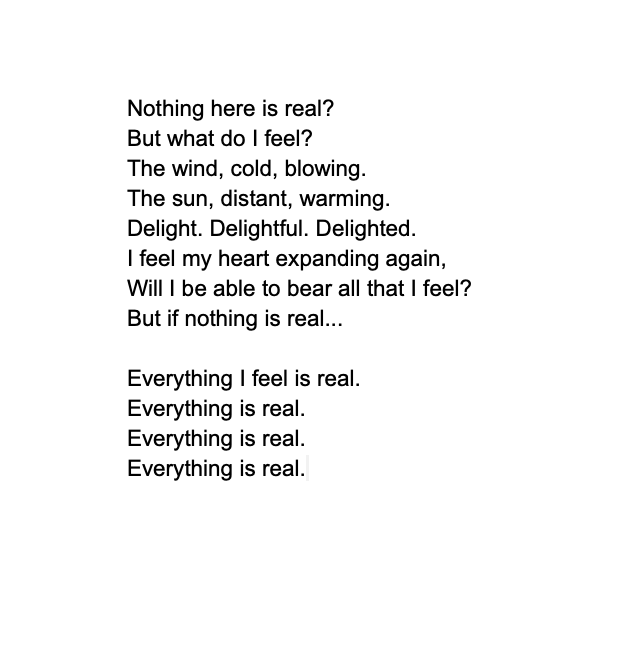 Nothing here is real?
But what do I feel?
The wind, cold, blowing.
The sun, distant, warming.
Delight. Delightful. Delighted.
I feel my heart expanding again,
Will I be able to bear all that I feel?
But if nothing is real...

Everything I feel is real.
Everything is real.
Everything is real.
Everything is real.